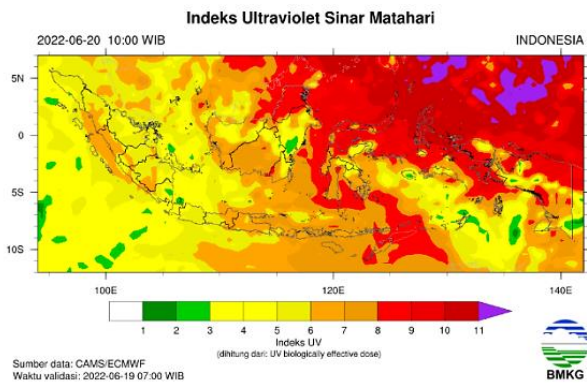 Indeks Ultraviolet Sinar Matahari
2022-06-20 10:00 WIB INDONESIA
5N
0
5S
10S
100E 120E 140E
1 2 3 4 5 6 7 8 9 10 11
Indeks UV
(dihitung dari: UV biologically effective dose)
Sumber data: CAMS/ECMWF
Waktu validasi: 2022-06-19 07:00 WIB
BMKG